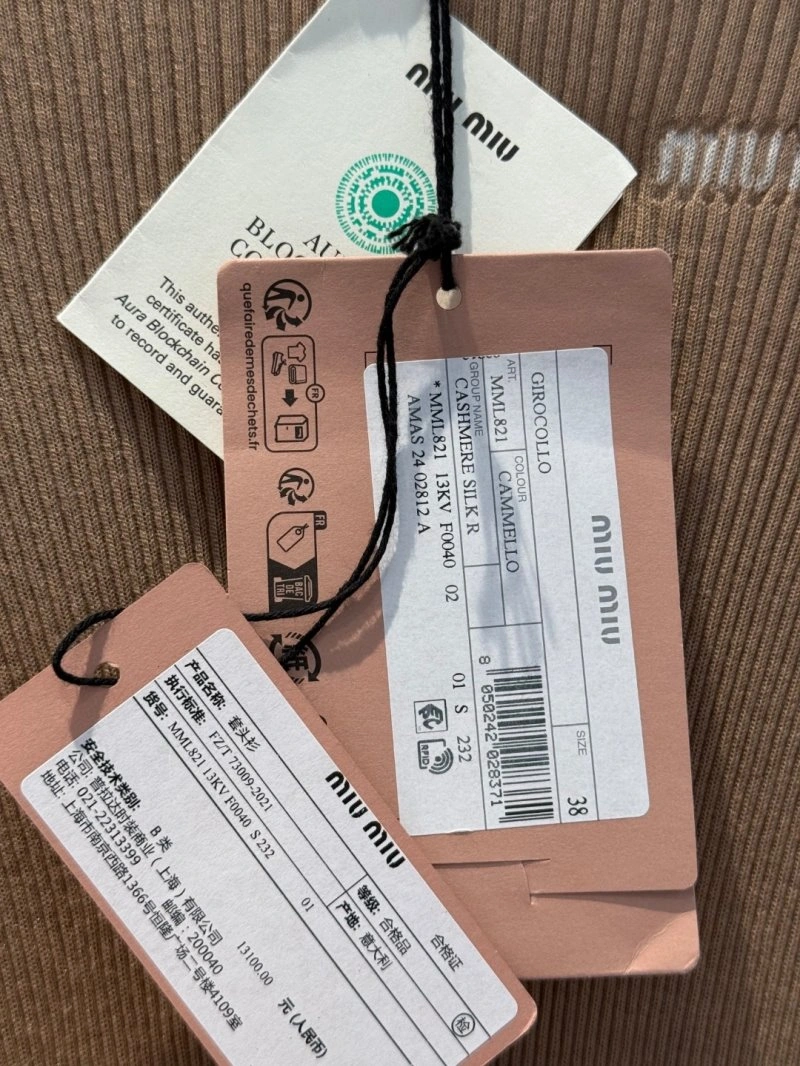 MIU MIU
AU
BLOC
CO
This authe
certificate ha
Aura Blockchain C
to record and guara
MIU
quefairedemesdechets.fr
FR
FR
BAC
DE
TRI
MIU MIU
SIZE
38
GIROCOLLO
ART.
COLOUR
MML821
CAMMELLO
GROUP NAME
CASHMERE SILK R
* MML821 13KV F0040 02
01 S 232
AMAS 24 02812 A
8 050242 028371
RFID
MIU MIU
合格证
产品名称: 套头衫
等级: 合格品
执行标准: FZ/T 73009-2021
产地: 意大利
货号: MML821 13KV F0040 S 232
01
检
13100.00 元 (人民币)
安全技术类别: B 类
公司: 普拉达时装商业（上海）有限公司
电话: 021-22313399 邮编: 200040
地址: 上海市南京西路1366号恒隆广场二号楼4109室